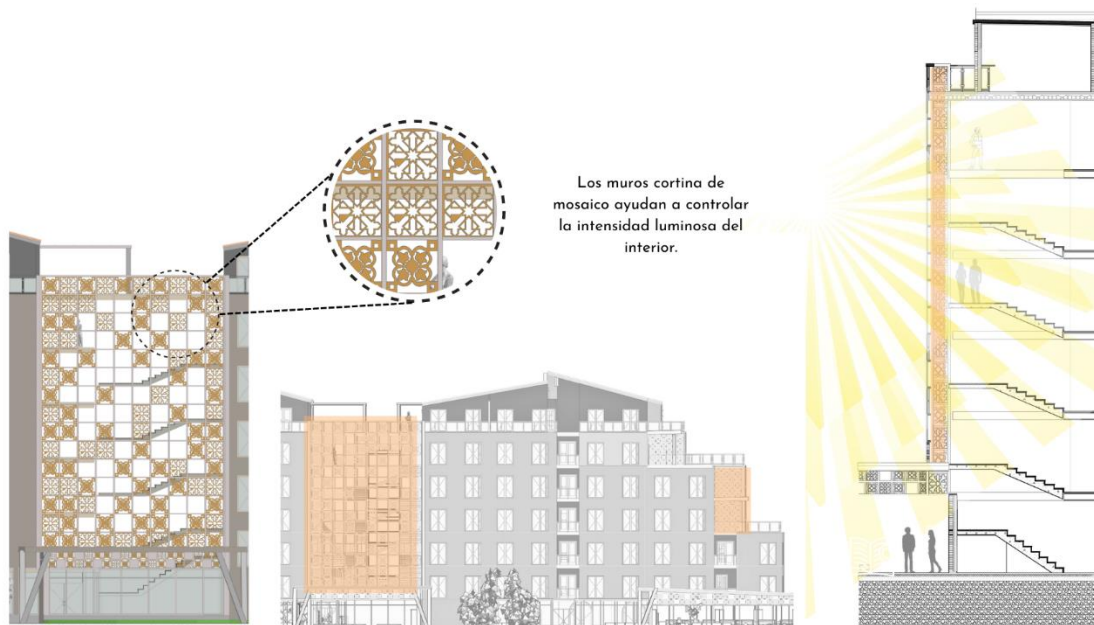 Los muros cortina de
mosaico ayudan a controlar
la intensidad luminosa del
interior.